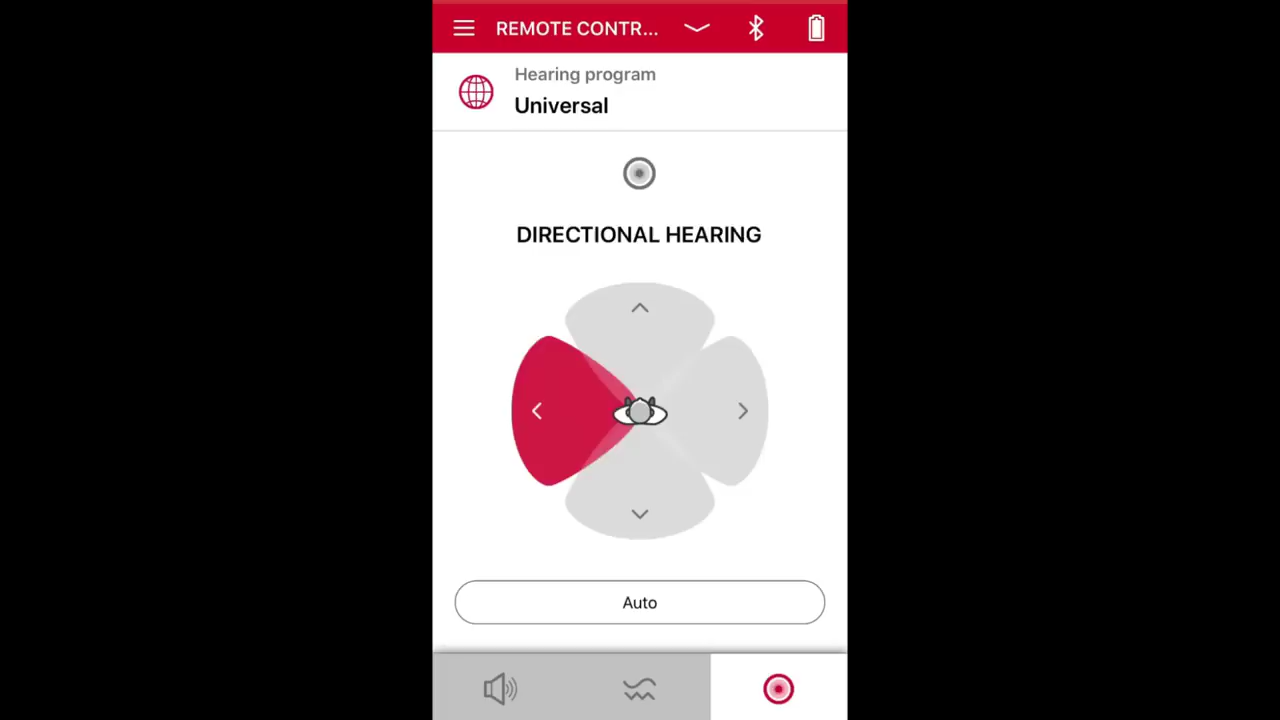 REMOTE CONTR...
Hearing program
Universal
DIRECTIONAL HEARING
Auto